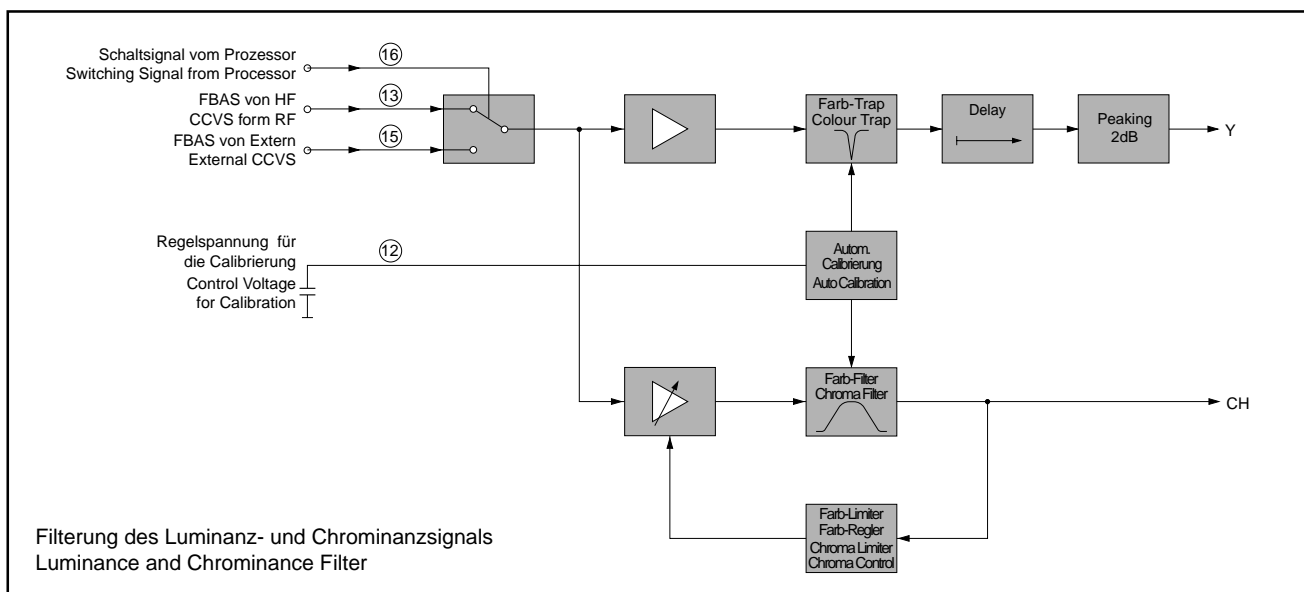 Schaltsignal vom Prozessor
Switching Signal from Processor
16
FBAS von HF
CCVS form RF
13
FBAS von Extern
External CCVS
15
Farb-Trap
Colour Trap
Delay
Peaking
2dB
Y
Regelspannung für
die Calibrierung
Control Voltage
for Calibration
12
Autom.
Calibrierung
Auto Calibration
Farb-Filter
Chroma Filter
CH
Farb-Limiter
Farb-Regler
Chroma Limiter
Chroma Control
Filterung des Luminanz- und Chrominanzsignals
Luminance and Chrominance Filter